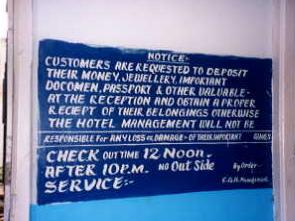 NOTICE:-
CUSTOMERS ARE REQUESTED TO DEPOSIT
THEIR MONEY, JEWELLERY, IMPORTANT
DOCOMEN, PASSPORT & OTHER VALUABLE-
AT THE RECEPTION AND OBTAIN A PROPER
RECIEPT OF THEIR BELONGINGS OTHERWISE
THE HOTEL MANAGEMENT WILL NOT BE
RESPONSIBLE FOR ANY LOSS OR DAMAGE- OF THEIR IMPORTANT
CHECK OUT TIME 12 NOON.
AFTER 10 P.M. NO Out Side By Order-
SERVICE:-